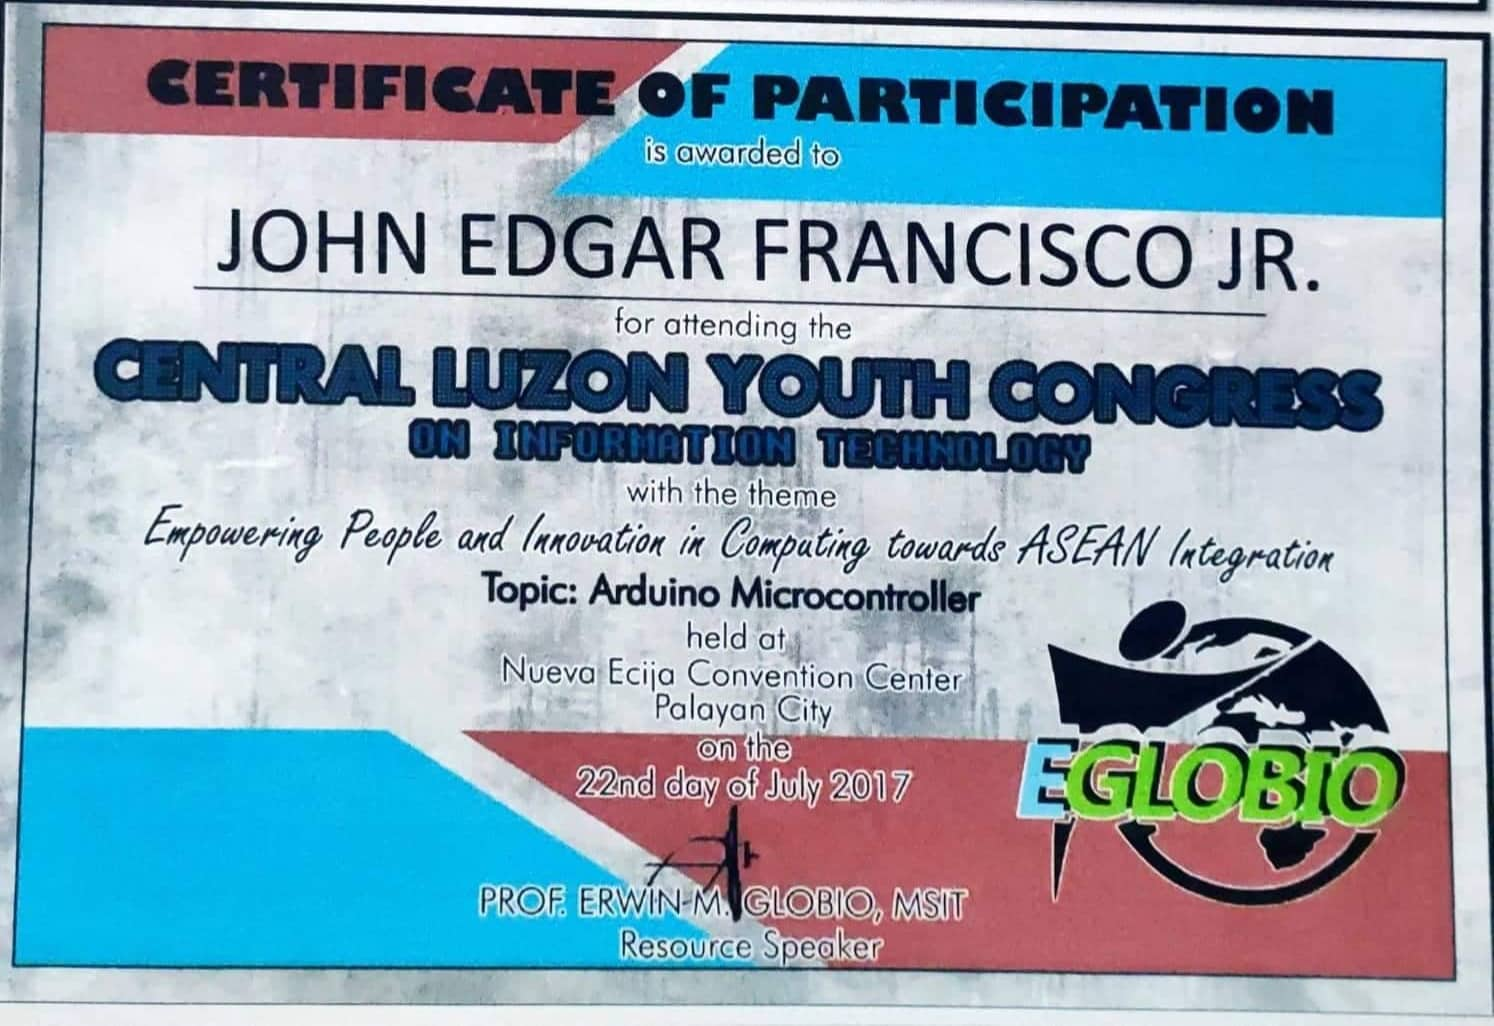 CERTIFICATE OF PARTICIPATION
is awarded to
JOHN EDGAR FRANCISCO JR.
for attending the
CENTRAL LUZON YOUTH CONGRESS
ON INFORMATION TECHNOLOGY
with the theme
Empowering People and Innovation in Computing towards ASEAN Integration
Topic: Arduino Microcontroller
held at
Nueva Ecija Convention Center
Palayan City
on the
22nd day of July 2017
EGLOBIO
PROF. ERWIN M. GLOBIO, MSIT
Resource Speaker